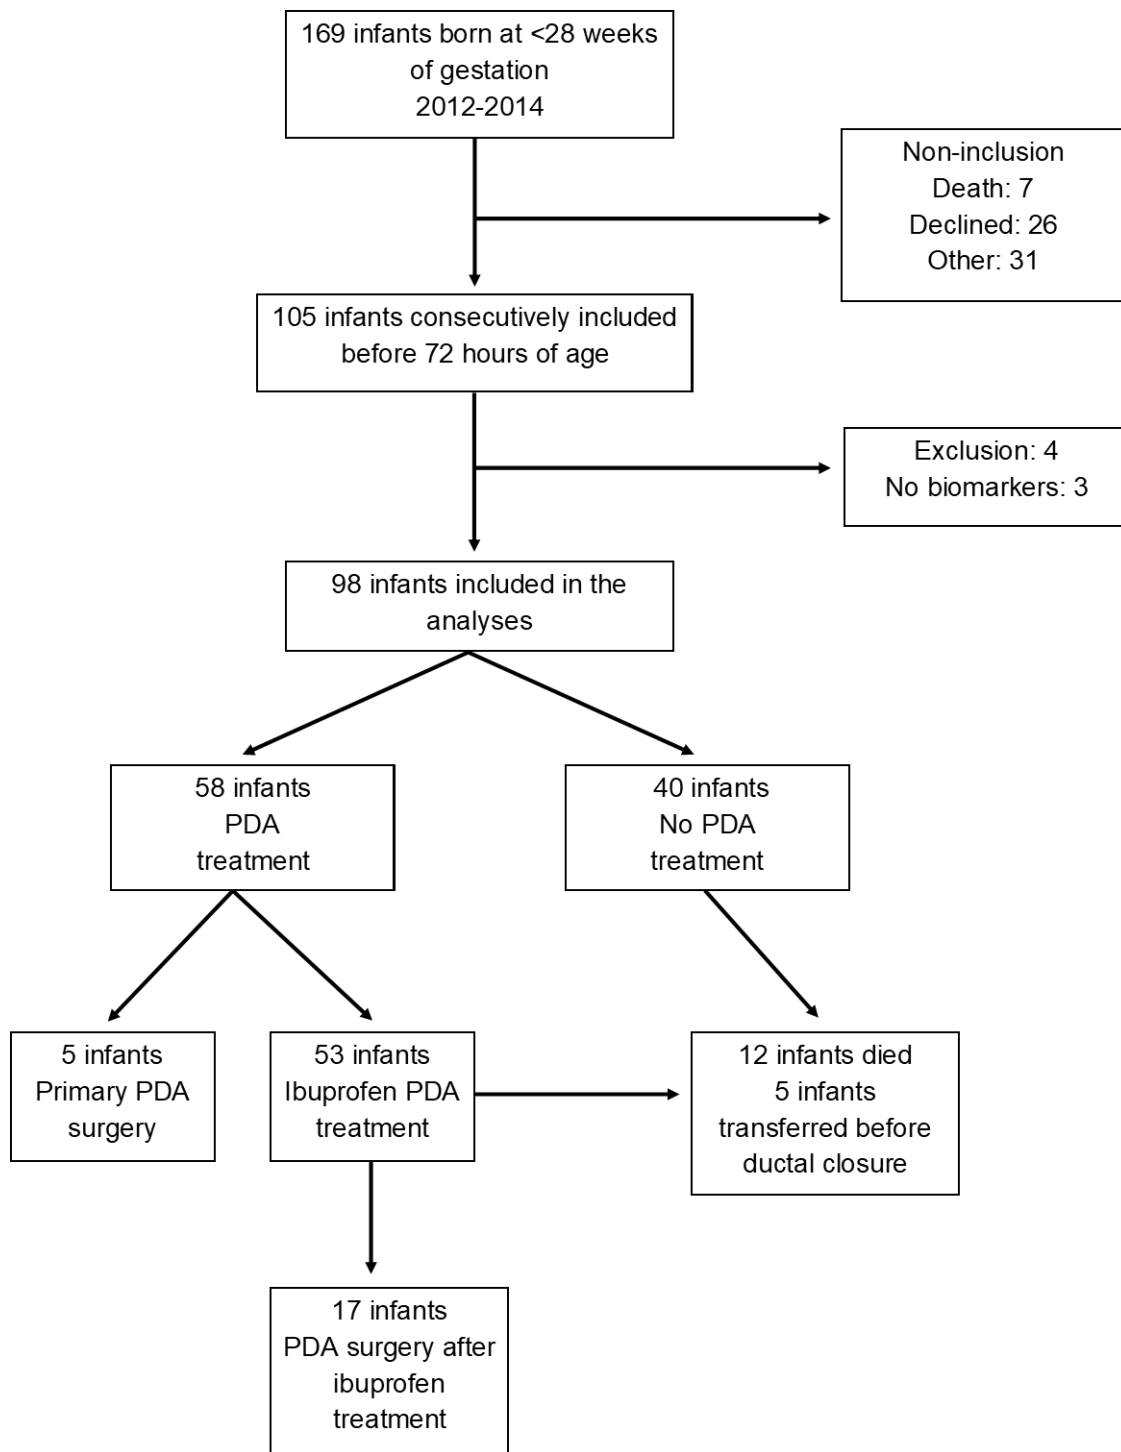 169 infants born at <28 weeks
of gestation
2012-2014
Non-inclusion
Death: 7
Declined: 26
Other: 31
105 infants consecutively included
before 72 hours of age
Exclusion: 4
No biomarkers: 3
98 infants included in the
analyses
58 infants
PDA
treatment
40 infants
No PDA
treatment
5 infants
Primary PDA
surgery
53 infants
Ibuprofen PDA
treatment
12 infants died
5 infants
transferred before
ductal closure
17 infants
PDA surgery after
ibuprofen
treatment